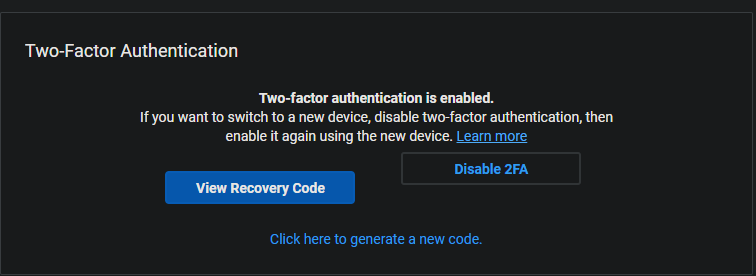 Two-Factor Authentication
Two-factor authentication is enabled.
If you want to switch to a new device, disable two-factor authentication, then
enable it again using the new device. Learn more
View Recovery Code
Disable 2FA
Click here to generate a new code.